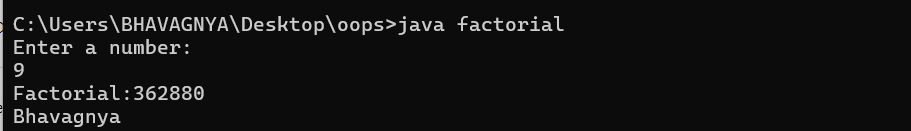 C:\Users\BHAVAGNYA\Desktop\oops>java factorial
Enter a number:
9
Factorial:362880
Bhavagnya